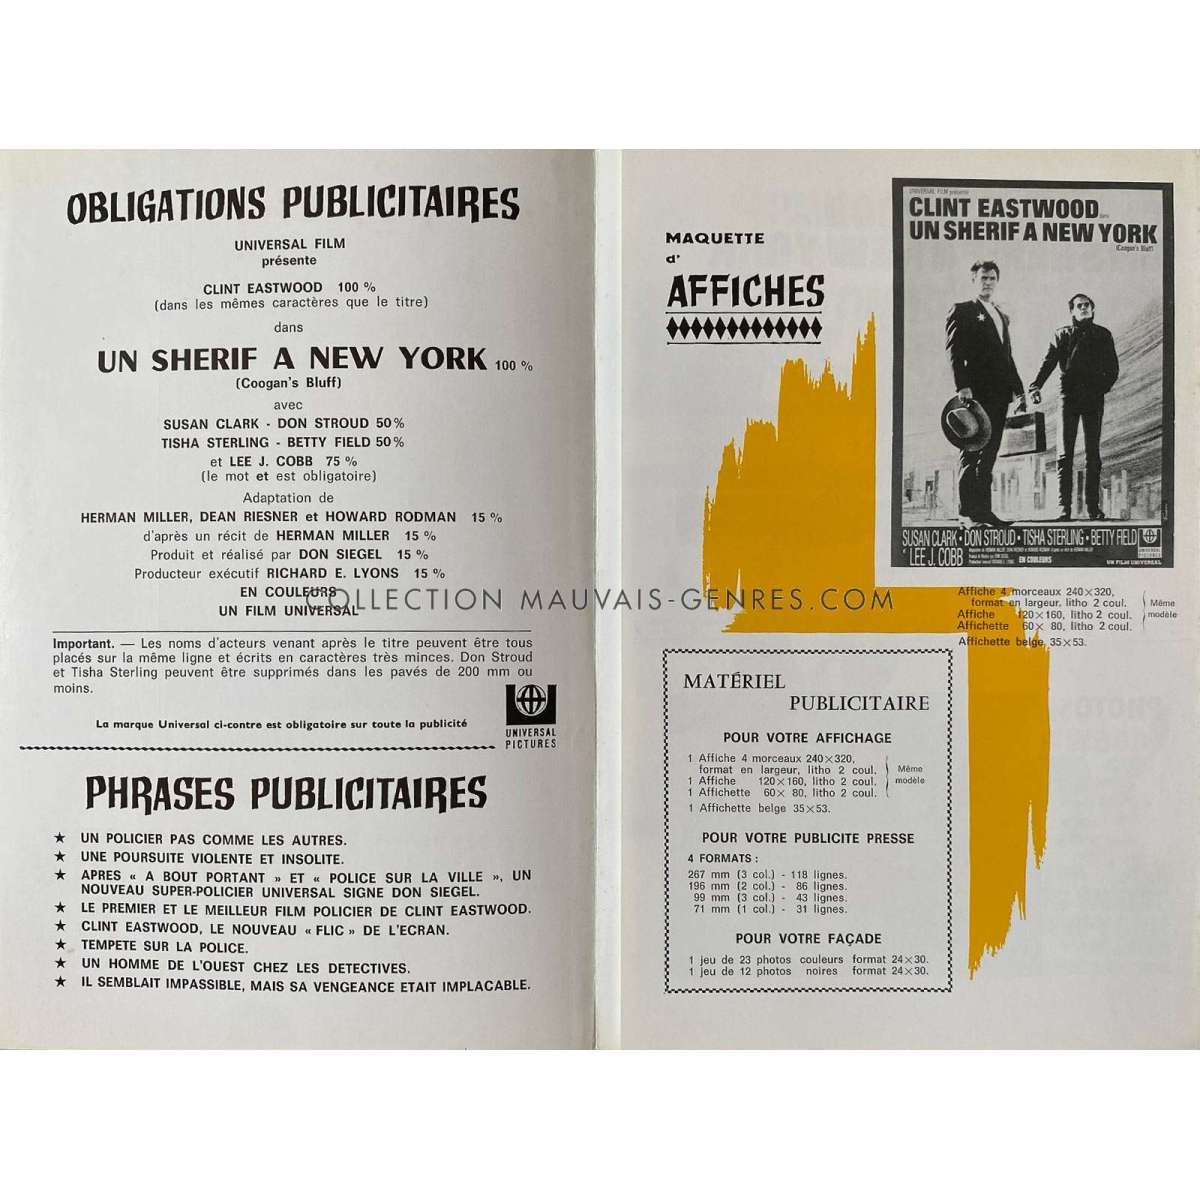 OBLIGATIONS PUBLICITAIRES
UNIVERSAL FILM
présente
CLINT EASTWOOD 100 %
(dans les mêmes caractères que le titre)
dans
UN SHERIF A NEW YORK 100 %
(Coogan's Bluff)
avec
SUSAN CLARK - DON STROUD 50 %
TISHA STERLING - BETTY FIELD 50 %
et LEE J. COBB 75 %
(le mot et est obligatoire)
Adaptation de
HERMAN MILLER, DEAN RIESNER et HOWARD RODMAN 15 %
d'après un récit de HERMAN MILLER 15 %
Produit et réalisé par DON SIEGEL 15 %
Producteur exécutif RICHARD E. LYONS 15 %
EN COULEURS
UN FILM UNIVERSAL
COLLECTION MAUVAIS-GENRES.COM
Important. — Les noms d'acteurs venant après le titre peuvent être tous
placés sur la même ligne et écrits en caractères très minces. Don Stroud
et Tisha Sterling peuvent être supprimés dans les pavés de 200 mm ou
moins.
La marque Universal ci-contre est obligatoire sur toute la publicité
UNIVERSAL
PICTURES
PHRASES PUBLICITAIRES
★ UN POLICIER PAS COMME LES AUTRES.
★ UNE POURSUITE VIOLENTE ET INSOLITE.
★ APRES « A BOUT PORTANT » ET « POLICE SUR LA VILLE », UN
NOUVEAU SUPER-POLICIER UNIVERSAL SIGNE DON SIEGEL.
★ LE PREMIER ET LE MEILLEUR FILM POLICIER DE CLINT EASTWOOD.
★ CLINT EASTWOOD, LE NOUVEAU « FLIC » DE L'ECRAN.
★ TEMPETE SUR LA POLICE.
★ UN HOMME DE L'OUEST CHEZ LES DETECTIVES.
★ IL SEMBLAIT IMPASSIBLE, MAIS SA VENGEANCE ETAIT IMPLACABLE.
MAQUETTE
d'
AFFICHES
UNIVERSAL FILM présente
CLINT EASTWOOD dans
UN SHERIF A NEW YORK
(Coogan's Bluff)
SUSAN CLARK • DON STROUD • TISHA STERLING • BETTY FIELD
et LEE J. COBB
EN COULEURS
UNIVERSAL
PICTURES
UN FILM UNIVERSAL
Affiche 4 morceaux 240×320,
format en largeur, litho 2 coul.
Affiche 120×160, litho 2 coul.
Affichette 60× 80, litho 2 coul.
Même
modèle
Affichette belge 35×53.
MATÉRIEL
PUBLICITAIRE
POUR VOTRE AFFICHAGE
1 Affiche 4 morceaux 240×320,
format en largeur, litho 2 coul.
1 Affiche 120×160, litho 2 coul.
1 Affichette 60× 80, litho 2 coul.
Même
modèle
1 Affichette belge 35×53.
POUR VOTRE PUBLICITE PRESSE
4 FORMATS :
267 mm (3 col.) - 118 lignes.
196 mm (2 col.) - 86 lignes.
99 mm (3 col.) - 43 lignes.
71 mm (1 col.) - 31 lignes.
POUR VOTRE FAÇADE
1 jeu de 23 photos couleurs format 24×30.
1 jeu de 12 photos noires format 24×30.